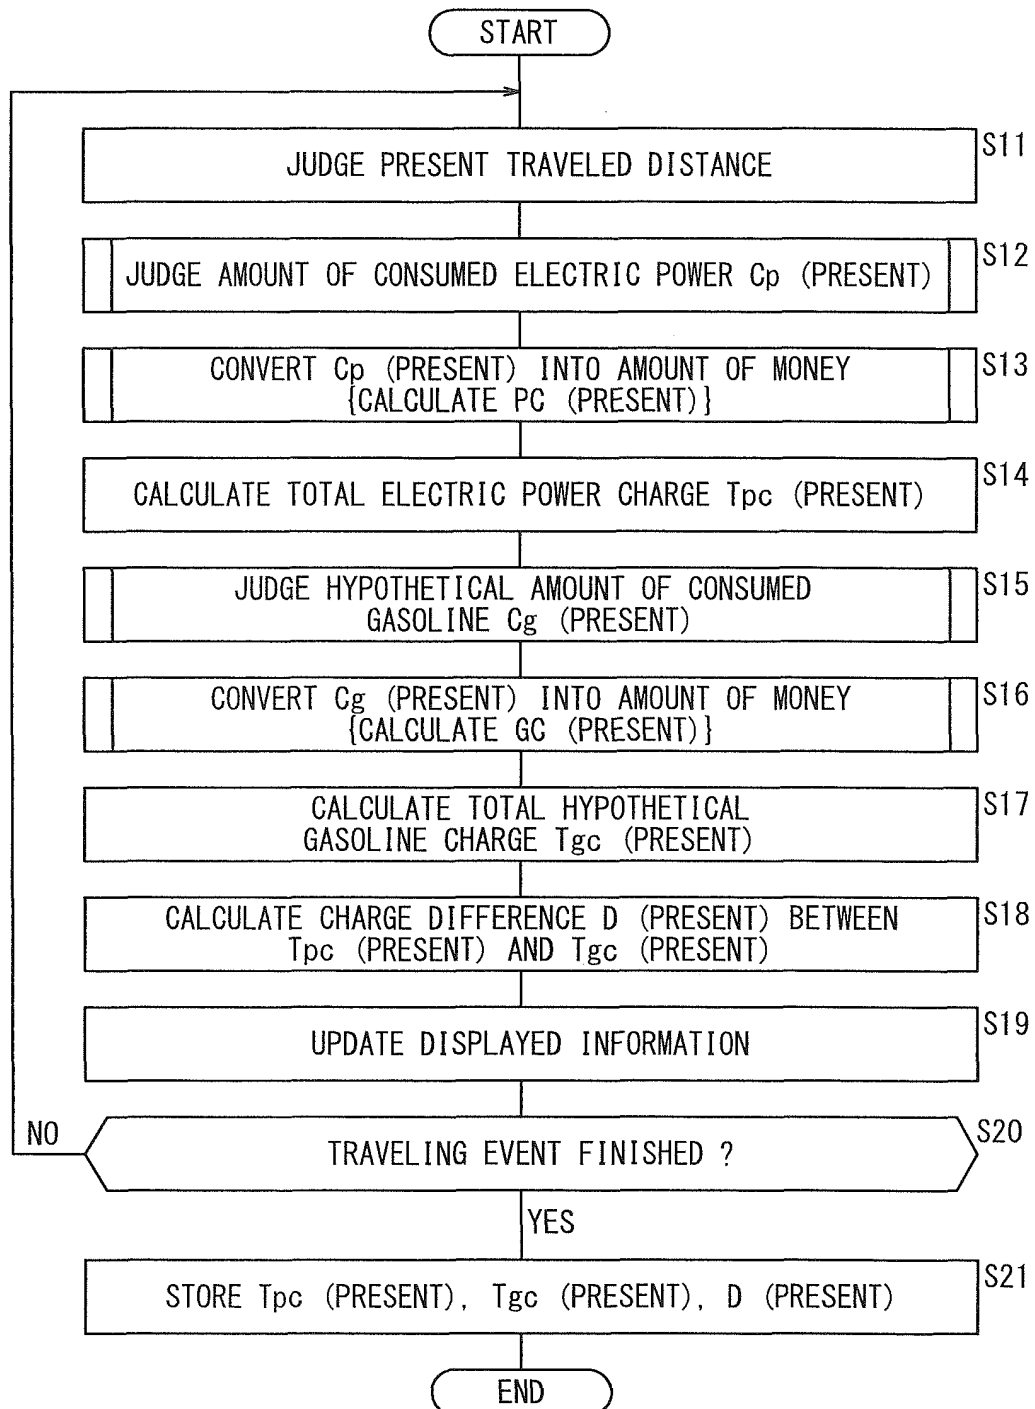 START
JUDGE PRESENT TRAVELED DISTANCE
S11
JUDGE AMOUNT OF CONSUMED ELECTRIC POWER Cp (PRESENT)
S12
CONVERT Cp (PRESENT) INTO AMOUNT OF MONEY
{CALCULATE PC (PRESENT)}
S13
CALCULATE TOTAL ELECTRIC POWER CHARGE Tpc (PRESENT)
S14
JUDGE HYPOTHETICAL AMOUNT OF CONSUMED
GASOLINE Cg (PRESENT)
S15
CONVERT Cg (PRESENT) INTO AMOUNT OF MONEY
{CALCULATE GC (PRESENT)}
S16
CALCULATE TOTAL HYPOTHETICAL
GASOLINE CHARGE Tgc (PRESENT)
S17
CALCULATE CHARGE DIFFERENCE D (PRESENT) BETWEEN
Tpc (PRESENT) AND Tgc (PRESENT)
S18
UPDATE DISPLAYED INFORMATION
S19
NO
TRAVELING EVENT FINISHED ?
S20
YES
STORE Tpc (PRESENT), Tgc (PRESENT), D (PRESENT)
S21
END